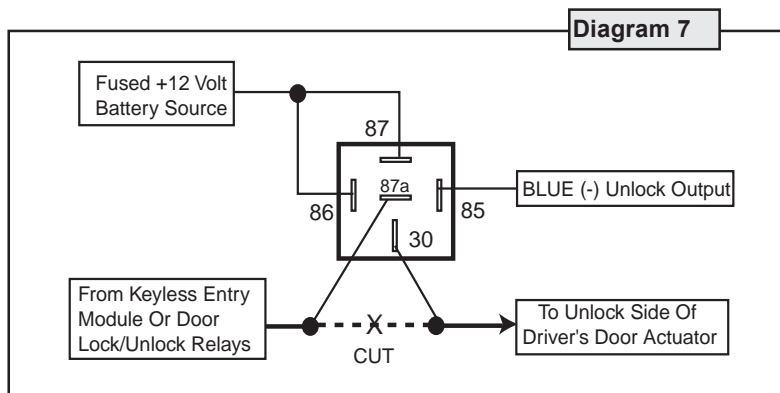 Diagram 7
Fused +12 Volt
Battery Source
87
87a
86
85
BLUE (-) Unlock Output
30
From Keyless Entry
Module Or Door
Lock/Unlock Relays
X
CUT
To Unlock Side Of
Driver's Door Actuator